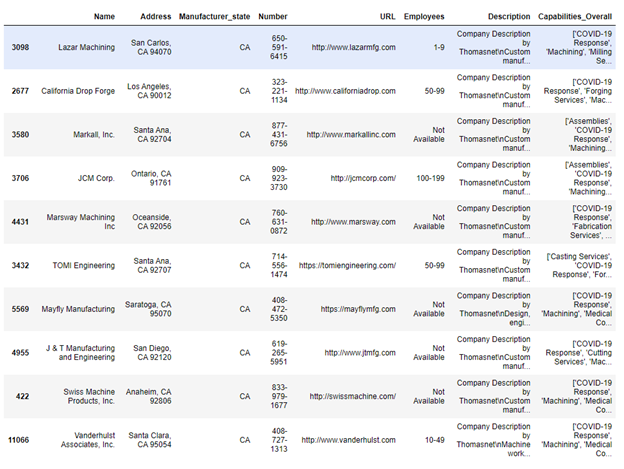 Name Address Manufacturer_state Number URL Employees Description Capabilities_Overall
3098 Lazar Machining San Carlos, CA 94070 CA 650-591-6415 http://www.lazarmfg.com 1-9 Company Description by Thomasnet\nCustom manuf... ['COVID-19 Response', 'Machining', 'Milling Se...
2677 California Drop Forge Los Angeles, CA 90012 CA 323-221-1134 http://www.californiadrop.com 50-99 Company Description by Thomasnet\nCustom manuf... ['COVID-19 Response', 'Forging Services', 'Mac...
3580 Markall, Inc. Santa Ana, CA 92704 CA 877-431-6756 http://www.markallinc.com Not Available Company Description by Thomasnet\nCustom manuf... ['Assemblies', 'COVID-19 Response', 'Machining...
3706 JCM Corp. Ontario, CA 91761 CA 909-923-3730 http://jcmcorp.com/ 100-199 Company Description by Thomasnet\nCustom manuf... ['Assemblies', 'COVID-19 Response', 'Machining...
4431 Marsway Machining Inc Oceanside, CA 92056 CA 760-631-0872 http://www.marsway.com Not Available Company Description by Thomasnet\nCustom manuf... ['COVID-19 Response', 'Fabrication Services', ...
3432 TOMI Engineering Santa Ana, CA 92707 CA 714-556-1474 https://tomiengineering.com/ 50-99 Company Description by Thomasnet\nCustom manuf... ['Casting Services', 'COVID-19 Response', 'For...
5569 Mayfly Manufacturing Saratoga, CA 95070 CA 408-472-5350 https://mayflymfg.com Not Available Company Description by Thomasnet\nDesign, engi... ['COVID-19 Response', 'Machining', 'Medical Co...
4955 J & T Manufacturing and Engineering San Diego, CA 92120 CA 619-265-5951 http://www.jtmfg.com Not Available Company Description by Thomasnet\nCustom manuf... ['COVID-19 Response', 'Cutting Services', 'Mac...
422 Swiss Machine Products, Inc. Anaheim, CA 92806 CA 833-979-1677 http://swissmachine.com/ Not Available Company Description by Thomasnet\nCustom manuf... ['COVID-19 Response', 'Machining', 'Medical Co...
11066 Vanderhulst Associates, Inc. Santa Clara, CA 95054 CA 408-727-1313 http://www.vanderhulst.com 10-49 Company Description by Thomasnet\nMachine work... ['COVID-19 Response', 'Machining', 'Medical Co...